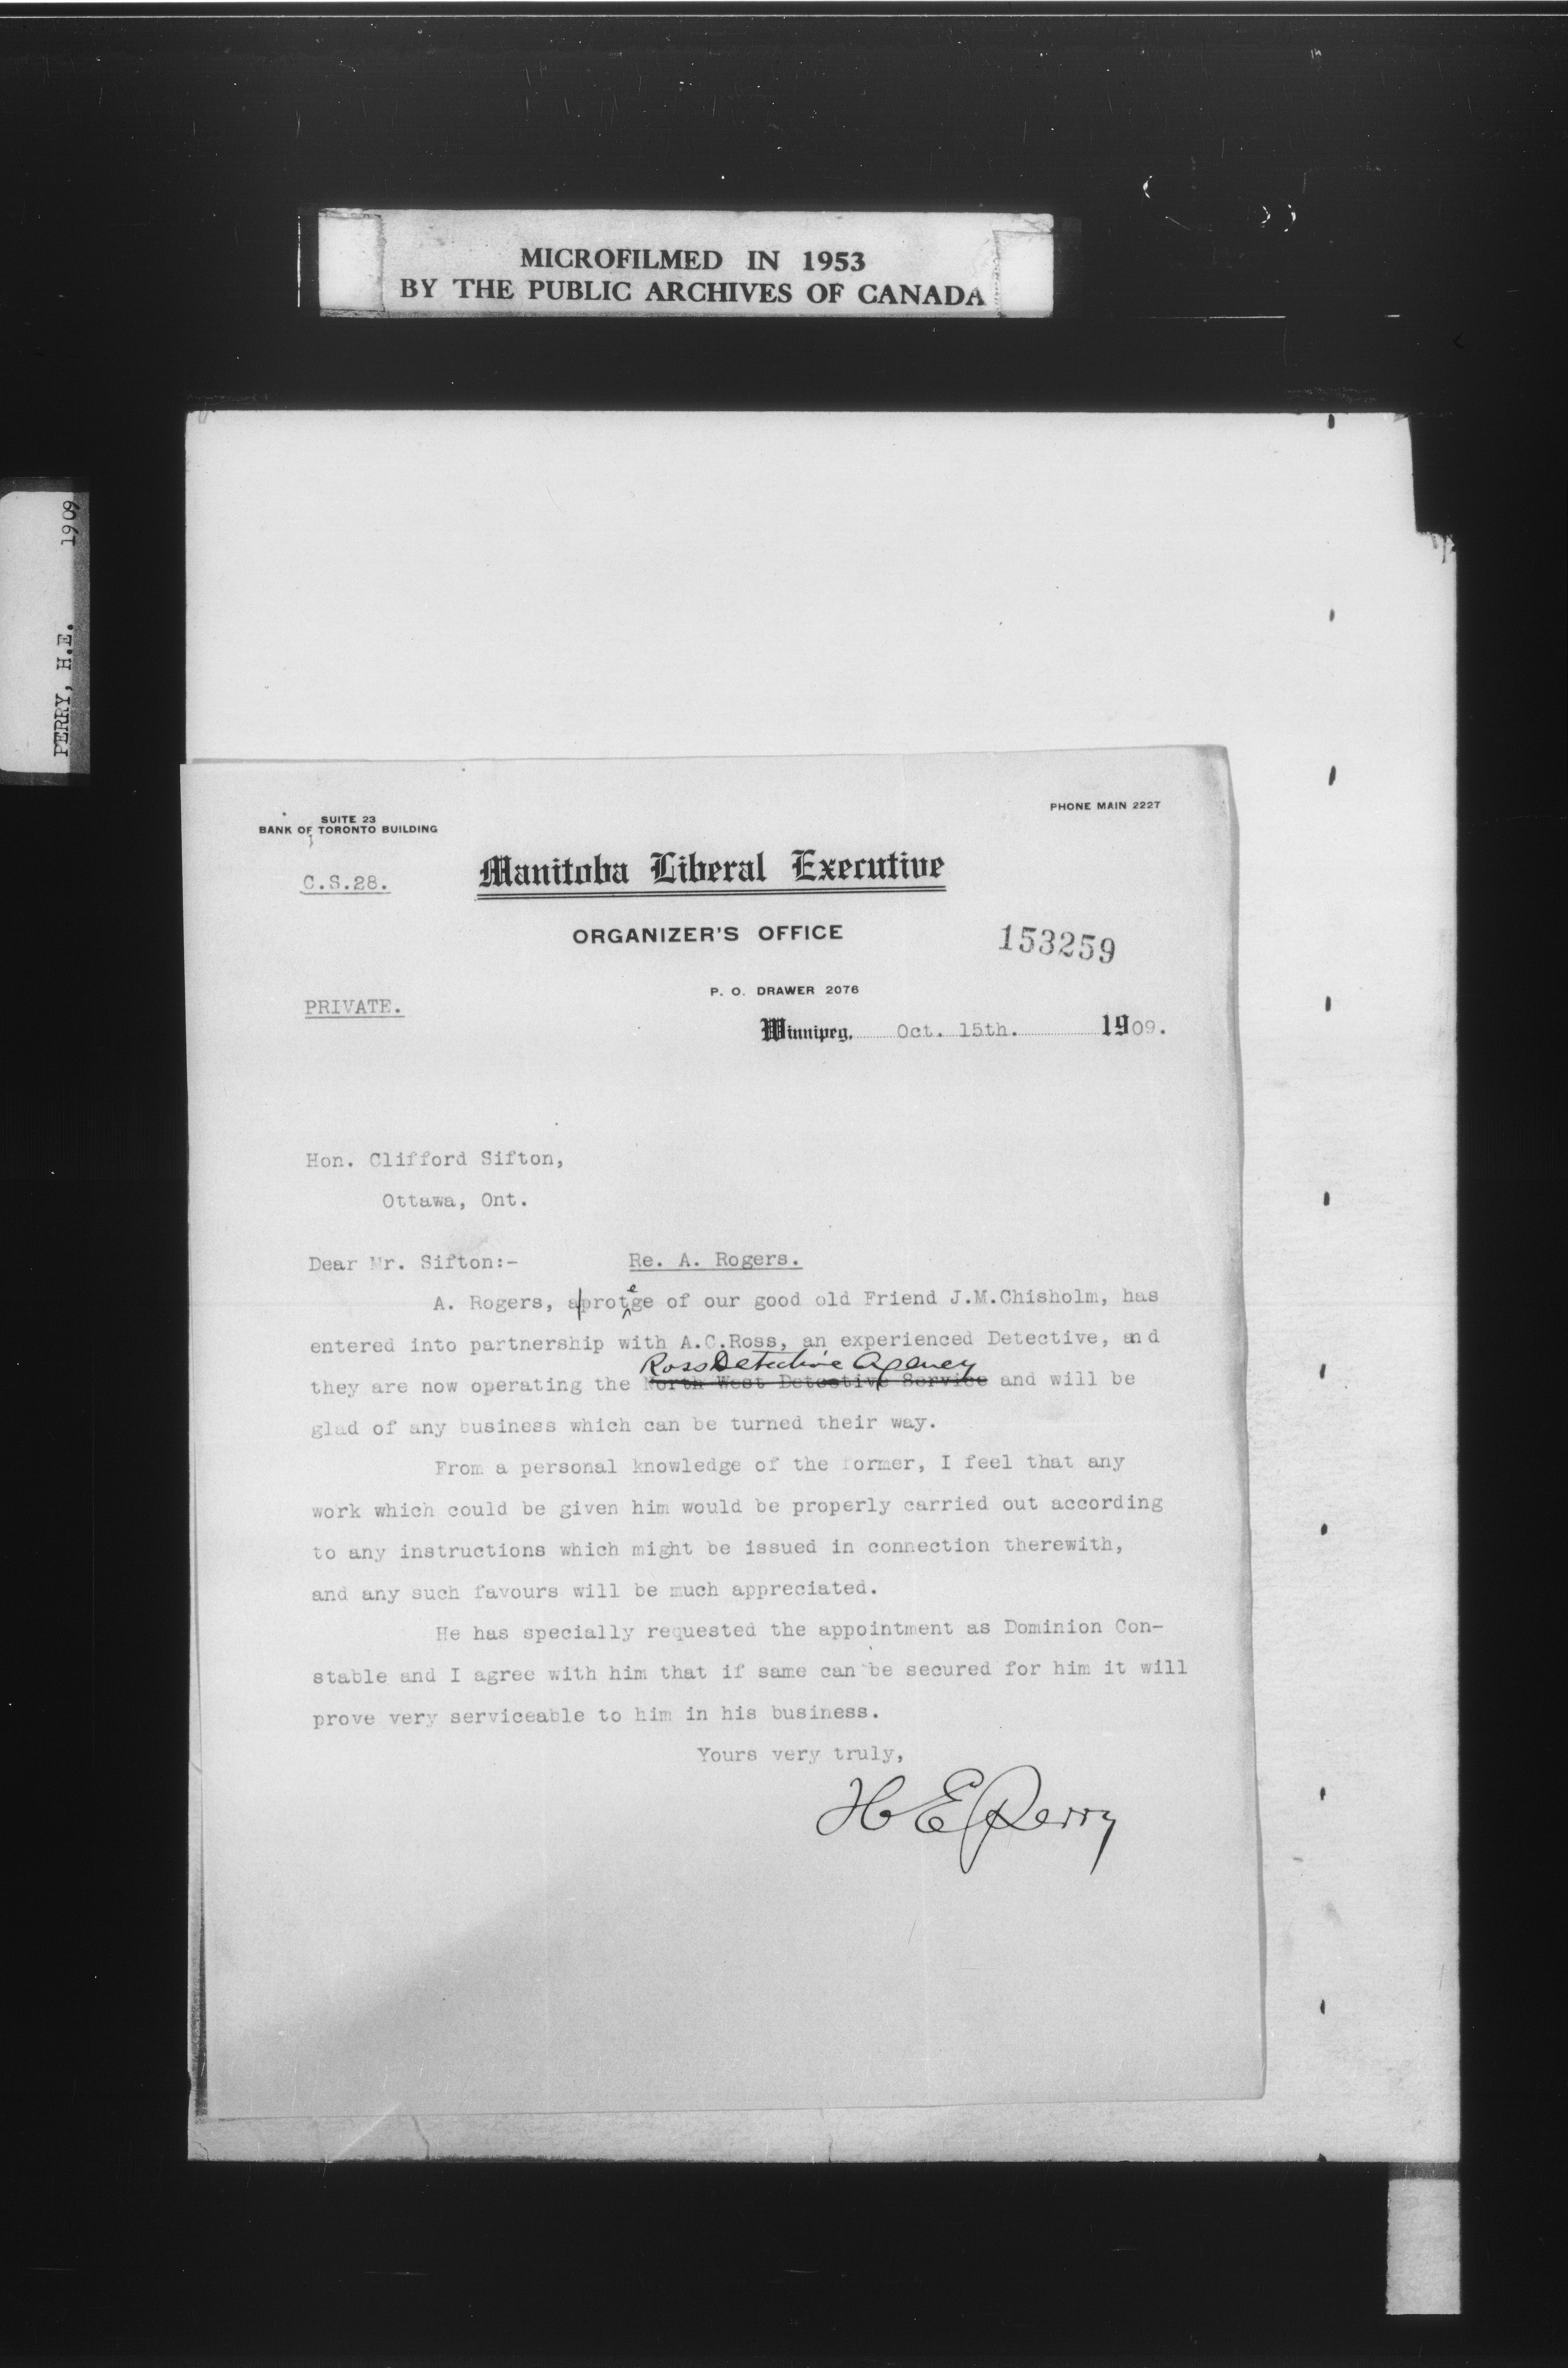 MICROFILMED IN 1953
BY THE PUBLIC ARCHIVES OF CANADA
PERRY, H.E. 1909
SUITE 23
BANK OF TORONTO BUILDING
PHONE MAIN 2227
C.S.28.
Manitoba Liberal Executive
ORGANIZER'S OFFICE
153259
P. O. DRAWER 2076
PRIVATE.
Winnipeg, Oct. 15th. 1909.
Hon. Clifford Sifton,
Ottawa, Ont.
Dear Mr. Sifton:- Re. A. Rogers.
A. Rogers, a protege of our good old Friend J.M.Chisholm, has
entered into partnership with A.C.Ross, an experienced Detective, and
Ross Detective Agency
they are now operating the North West Detective Service and will be
glad of any business which can be turned their way.
From a personal knowledge of the former, I feel that any
work which could be given him would be properly carried out according
to any instructions which might be issued in connection therewith,
and any such favours will be much appreciated.
He has specially requested the appointment as Dominion Con-
stable and I agree with him that if same can be secured for him it will
prove very serviceable to him in his business.
Yours very truly,
H E Perry